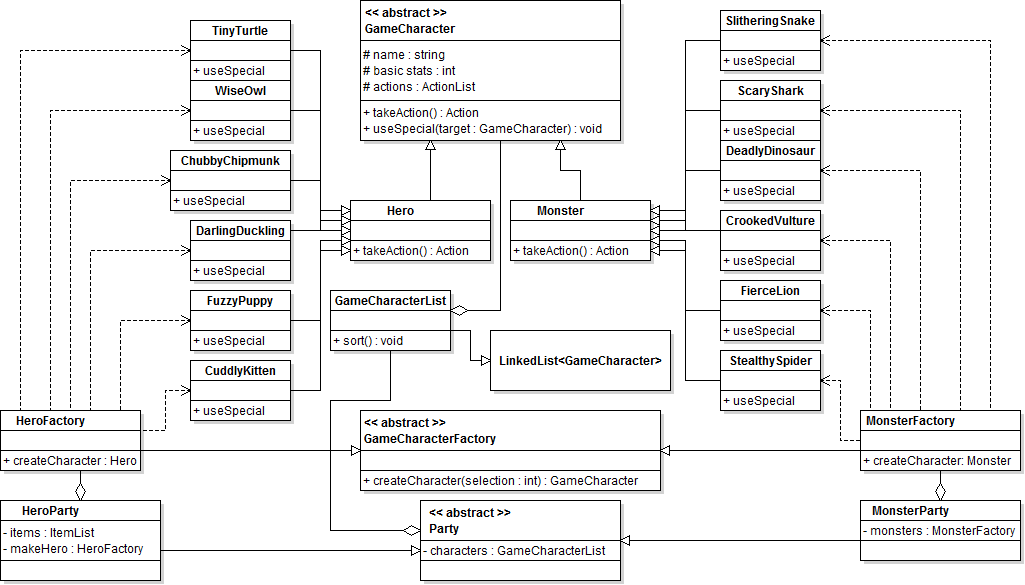 << abstract >>
GameCharacter
# name : string
# basic stats : int
# actions : ActionList
+ takeAction() : Action
+ useSpecial(target : GameCharacter) : void
TinyTurtle
+ useSpecial
WiseOwl
+ useSpecial
ChubbyChipmunk
+ useSpecial
DarlingDuckling
+ useSpecial
FuzzyPuppy
+ useSpecial
CuddlyKitten
+ useSpecial
SlitheringSnake
+ useSpecial
ScaryShark
+ useSpecial
DeadlyDinosaur
+ useSpecial
CrookedVulture
+ useSpecial
FierceLion
+ useSpecial
StealthySpider
+ useSpecial
Hero
+ takeAction() : Action
Monster
+ takeAction() : Action
GameCharacterList
+ sort() : void
LinkedList<GameCharacter>
HeroFactory
+ createCharacter : Hero
<< abstract >>
GameCharacterFactory
+ createCharacter(selection : int) : GameCharacter
MonsterFactory
+ createCharacter: Monster
HeroParty
- items : ItemList
- makeHero : HeroFactory
<< abstract >>
Party
- characters : GameCharacterList
MonsterParty
- monsters : MonsterFactory